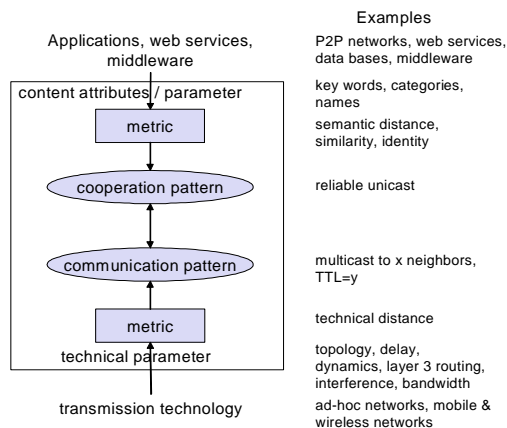 Examples
Applications, web services,
middleware
P2P networks, web services,
data bases, middleware
content attributes / parameter
key words, categories,
names
metric
semantic distance,
similarity, identity
cooperation pattern
reliable unicast
communication pattern
multicast to x neighbors,
TTL=y
metric
technical distance
technical parameter
topology, delay,
dynamics, layer 3 routing,
interference, bandwidth
transmission technology
ad-hoc networks, mobile &
wireless networks